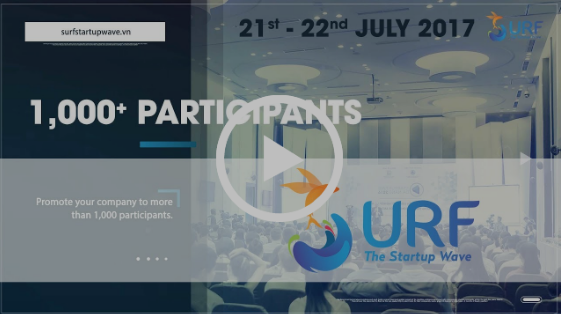 surfstartupwave.vn
21st - 22nd JULY 2017
URF
1,000+ PARTICIPANTS
Promote your company to more
than 1,000 participants.
URF
The Startup Wave